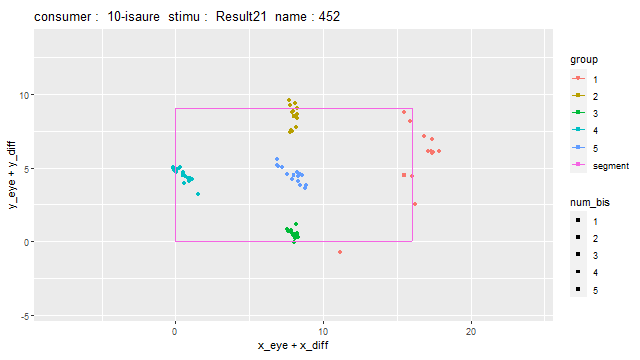 consumer :  10-isaure  stimu :  Result21  name : 452
y_eye + y_diff
10
5
0
-5
0
10
20
x_eye + x_diff
group
1
2
3
4
5
segment
num_bis
1
2
3
4
5